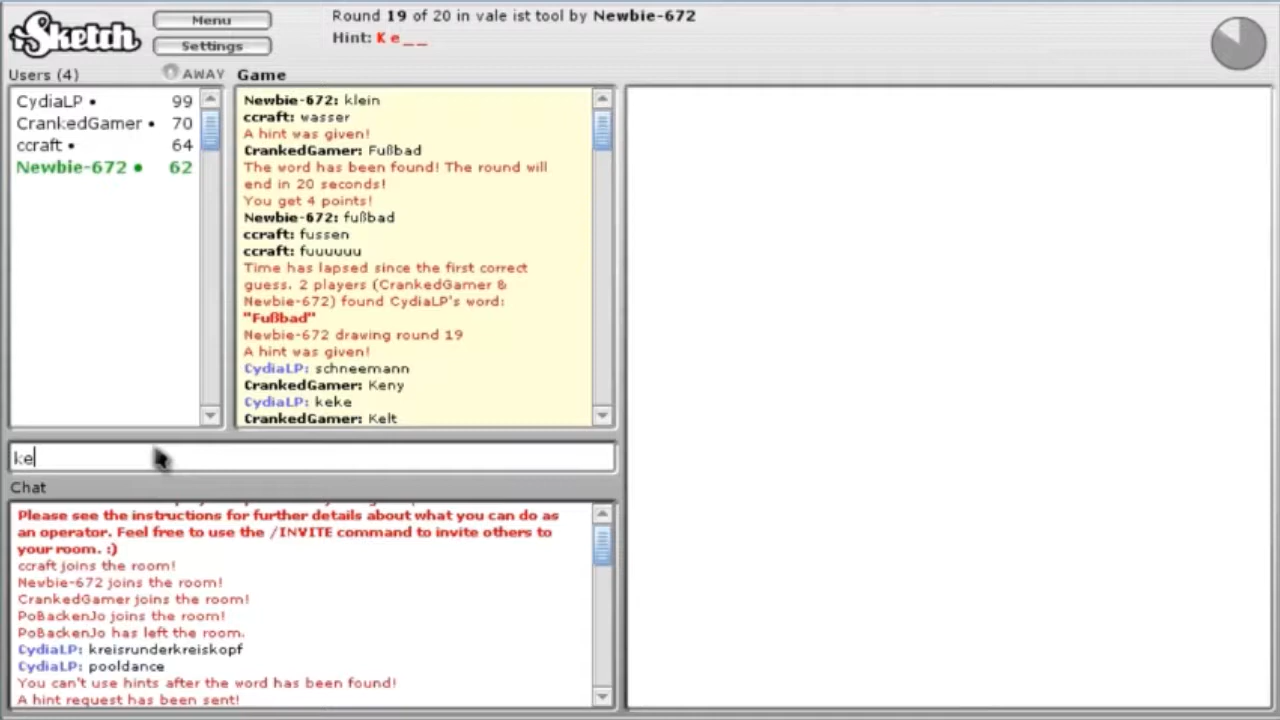 iSketch
Menu
Settings
Round 19 of 20 in vale ist tool by Newbie-672
Hint: K e _ _
Users (4)
AWAY
CydiaLP • 99
CrankedGamer • 70
ccraft • 64
Newbie-672 • 62
Game
Newbie-672: klein
ccraft: wasser
A hint was given!
CrankedGamer: Fußbad
The word has been found! The round will
end in 20 seconds!
You get 4 points!
Newbie-672: fußbad
ccraft: fussen
ccraft: fuuuuuu
Time has lapsed since the first correct
guess. 2 players (CrankedGamer &
Newbie-672) found CydiaLP's word:
"Fußbad"
Newbie-672 drawing round 19
A hint was given!
CydiaLP: schneemann
CrankedGamer: Keny
CydiaLP: keke
CrankedGamer: Kelt
ke
Chat
Please see the instructions for further details about what you can do as
an operator. Feel free to use the /INVITE command to invite others to
your room. :)
ccraft joins the room!
Newbie-672 joins the room!
CrankedGamer joins the room!
PoBackenJo joins the room!
PoBackenJo has left the room.
CydiaLP: kreisrunderkreiskopf
CydiaLP: pooldance
You can't use hints after the word has been found!
A hint request has been sent!